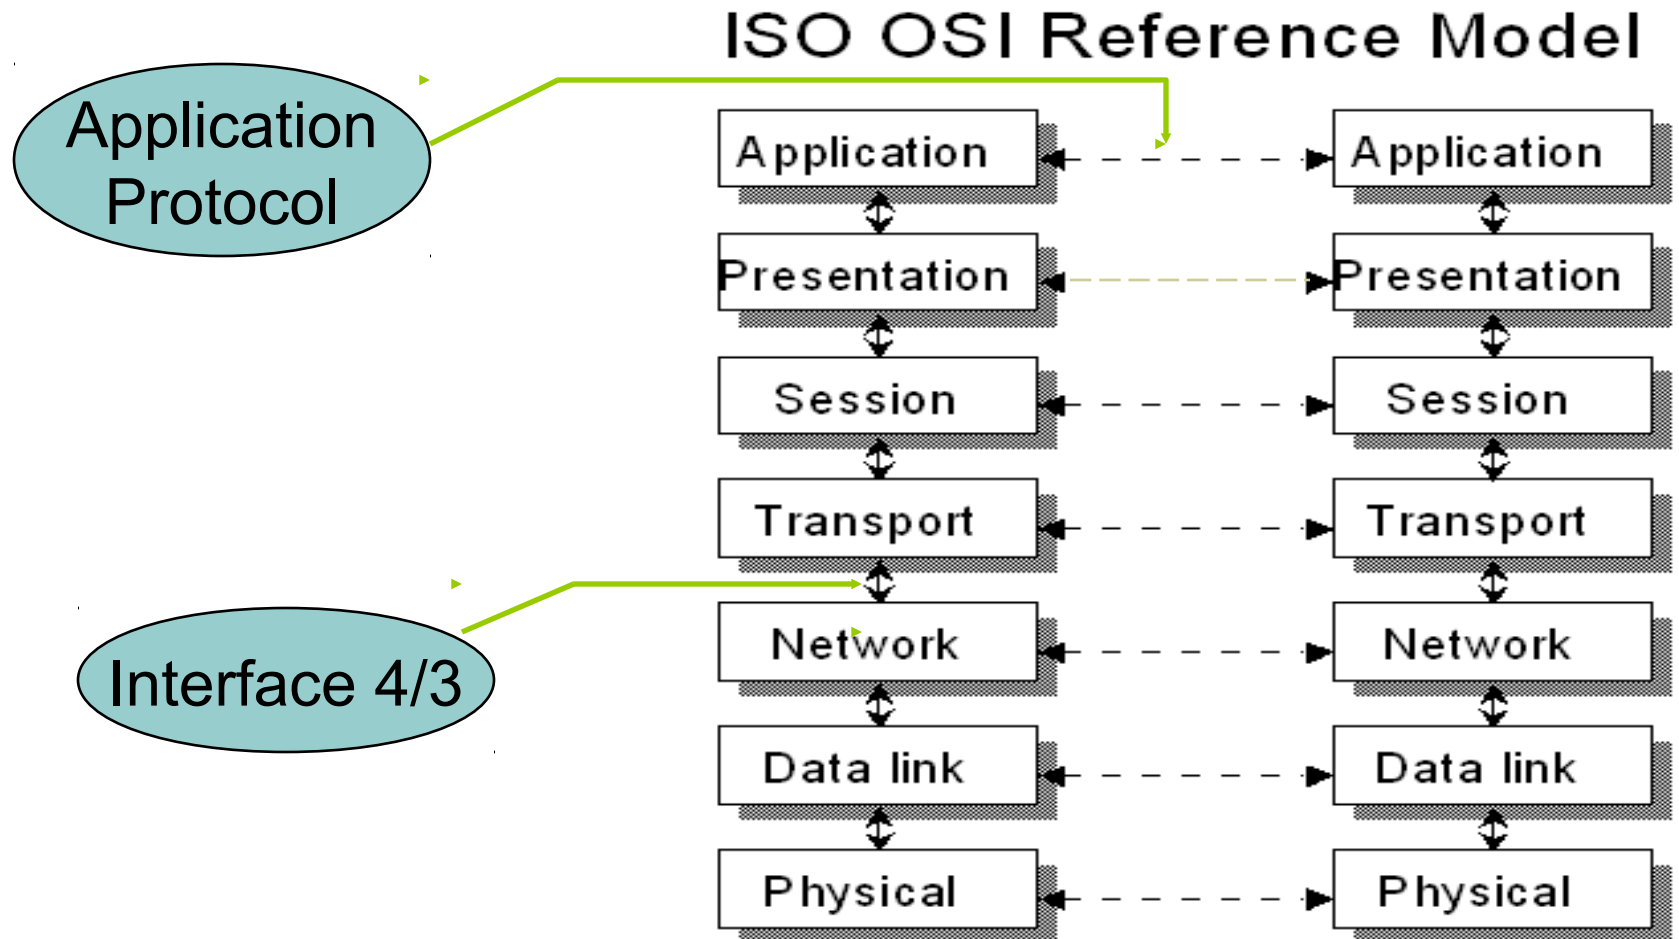 ISO OSI Reference Model
Application
Protocol
Application
Application
Presentation
Presentation
Session
Session
Transport
Transport
Interface 4/3
Network
Network
Data link
Data link
Physical
Physical